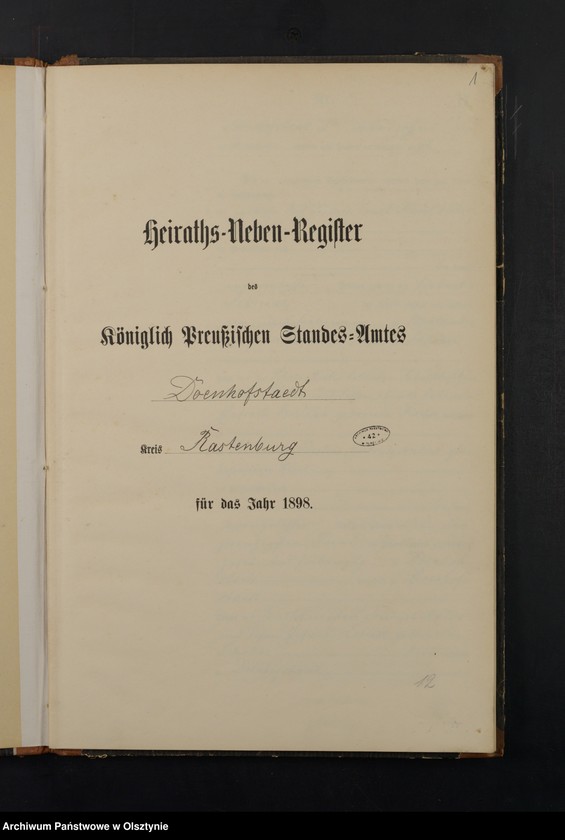 1
Heiraths-Neben-Register
des
Königlich Preußischen Standes-Amtes
Doenhofstaedt
Kreis Rastenburg
* 42 *
für das Jahr 1898.
12
Archiwum Państwowe w Olsztynie